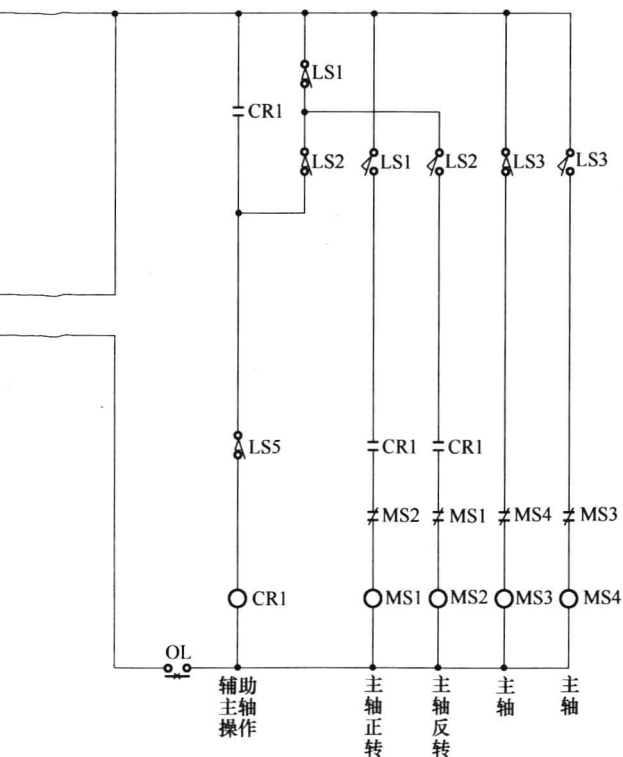 LS1
CR1
LS2
LS1
LS2
LS3
LS3
LS5
CR1
CR1
MS2
MS1
MS4
MS3
CR1
MS1
MS2
MS3
MS4
OL
辅助
主轴
操作
主轴正转
主轴反转
主轴
主轴